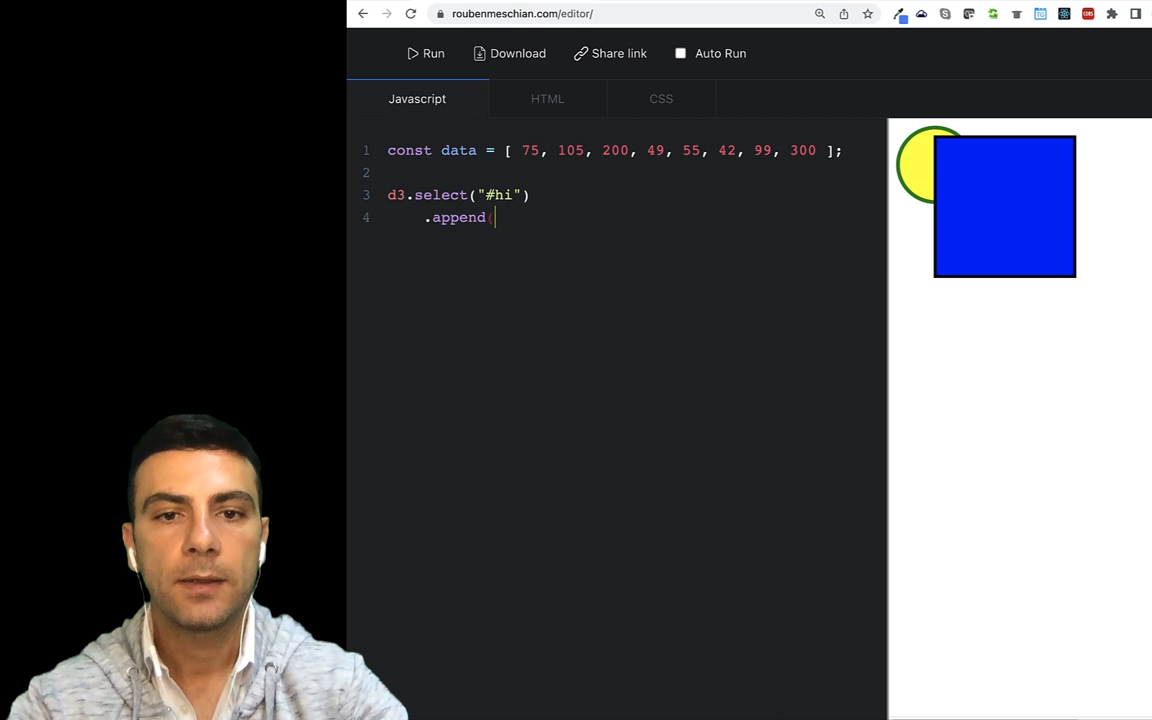 roubenmeschian.com/editor/
Run Download Share link Auto Run
Javascript HTML CSS
1 const data = [ 75, 105, 200, 49, 55, 42, 99, 300 ];
2
3 d3.select("#hi")
4 .append(